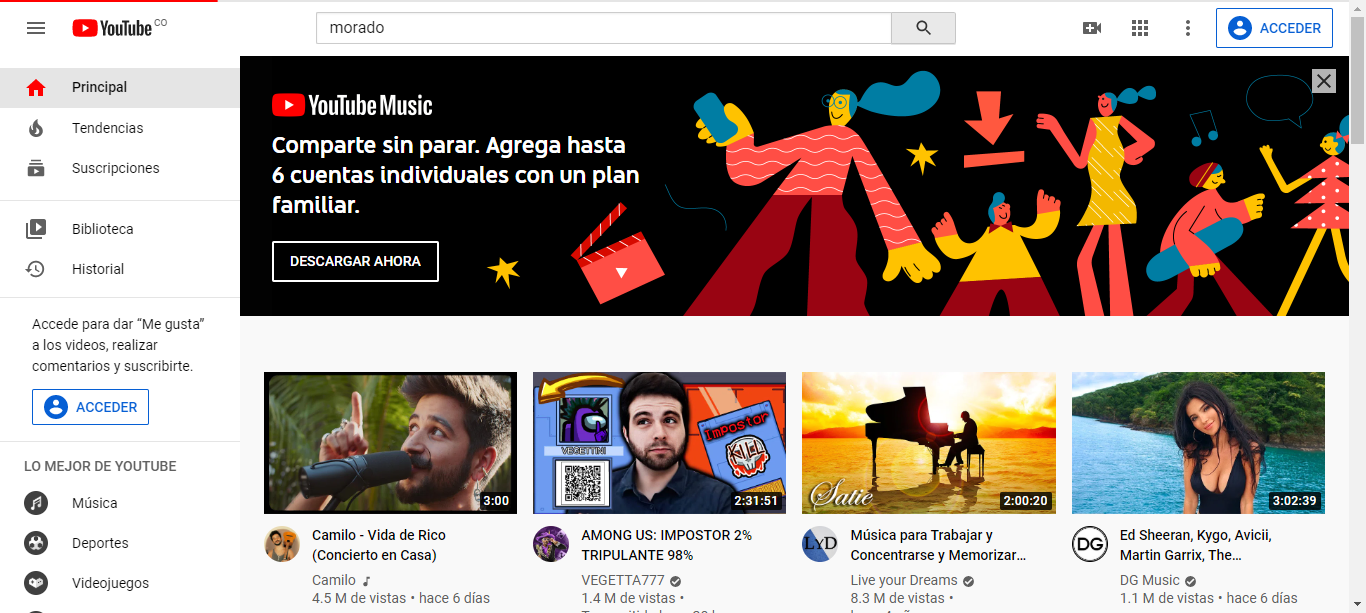 YouTube CO
morado
ACCEDER
Principal
Tendencias
Suscripciones
Biblioteca
Historial
Accede para dar “Me gusta”
a los videos, realizar
comentarios y suscribirte.
ACCEDER
LO MEJOR DE YOUTUBE
Música
Deportes
Videojuegos
YouTube Music
Comparte sin parar. Agrega hasta
6 cuentas individuales con un plan
familiar.
DESCARGAR AHORA
3:00
Camilo - Vida de Rico
(Concierto en Casa)
Camilo
4.5 M de vistas • hace 6 días
VEGETTINI
Impostor
2:31:51
AMONG US: IMPOSTOR 2%
TRIPULANTE 98%
VEGETTA777
1.4 M de vistas •
Satie
2:00:20
LYD
Música para Trabajar y
Concentrarse y Memorizar…
Live your Dreams
8.3 M de vistas •
3:02:39
DG
Ed Sheeran, Kygo, Avicii,
Martin Garrix, The…
DG Music
1.1 M de vistas • hace 6 días